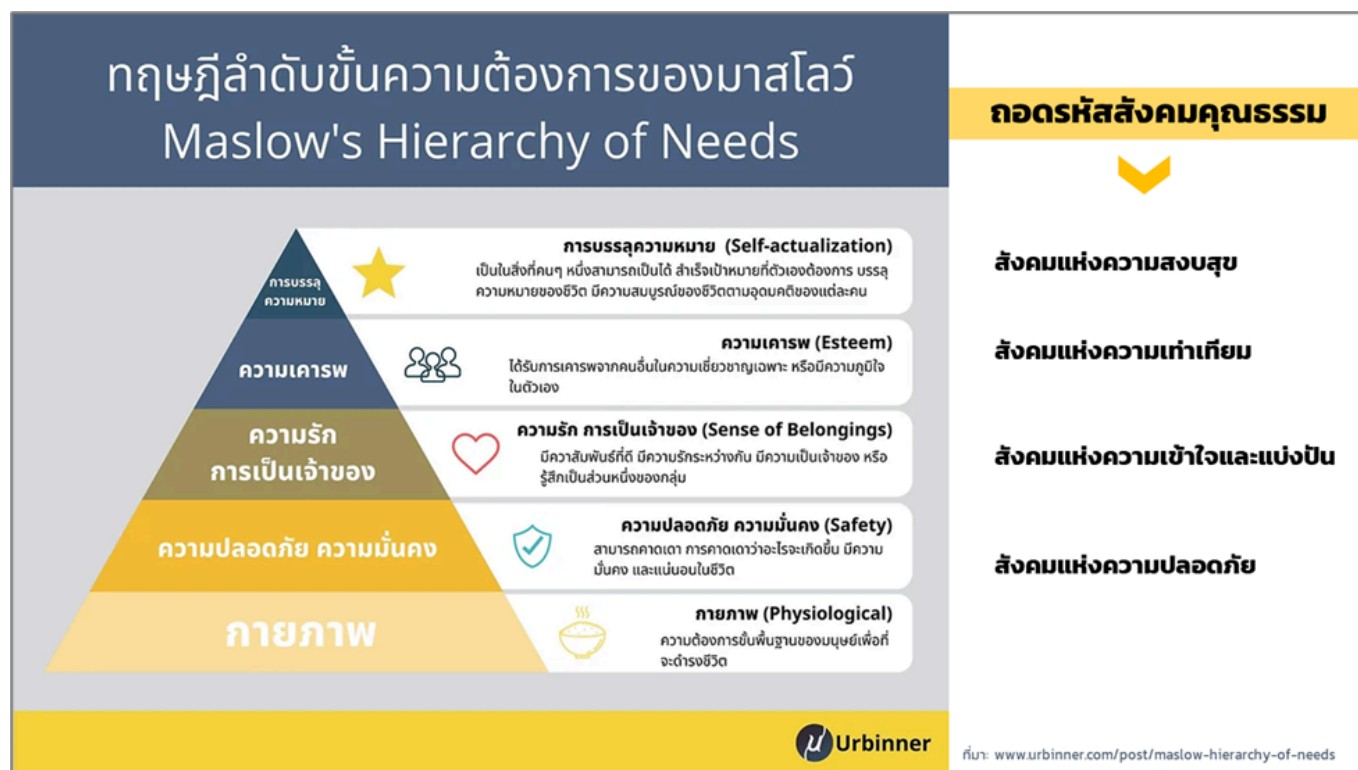 ทฤษฎีลำดับขั้นความต้องการของมาสโลว์
Maslow's Hierarchy of Needs
การบรรลุ
ความหมาย
การบรรลุความหมาย (Self-actualization)
เป็นในสิ่งที่คนๆ หนึ่งสามารถเป็นได้ สำเร็จเป้าหมายที่ตัวเองต้องการ บรรลุ
ความหมายของชีวิต มีความสมบูรณ์ของชีวิตตามอุดมคติของแต่ละคน
ความเคารพ
ความเคารพ (Esteem)
ได้รับการเคารพจากคนอื่นในความเชี่ยวชาญเฉพาะ หรือมีความภูมิใจ
ในตัวเอง
ความรัก
การเป็นเจ้าของ
ความรัก การเป็นเจ้าของ (Sense of Belongings)
มีควาสัมพันธ์ที่ดี มีความรักระหว่างกัน มีความเป็นเจ้าของ หรือ
รู้สึกเป็นส่วนหนึ่งของกลุ่ม
ความปลอดภัย ความมั่นคง
ความปลอดภัย ความมั่นคง (Safety)
สามารถคาดเดา การคาดเดาว่าอะไรจะเกิดขึ้น มีความ
มั่นคง และแน่นอนในชีวิต
กายภาพ
กายภาพ (Physiological)
ความต้องการขั้นพื้นฐานของมนุษย์เพื่อที่
จะดำรงชีวิต
μ Urbinner
ถอดรหัสสังคมคุณธรรม
สังคมแห่งความสงบสุข
สังคมแห่งความเท่าเทียม
สังคมแห่งความเข้าใจและแบ่งปัน
สังคมแห่งความปลอดภัย
ที่มา: www.urbinner.com/post/maslow-hierarchy-of-needs